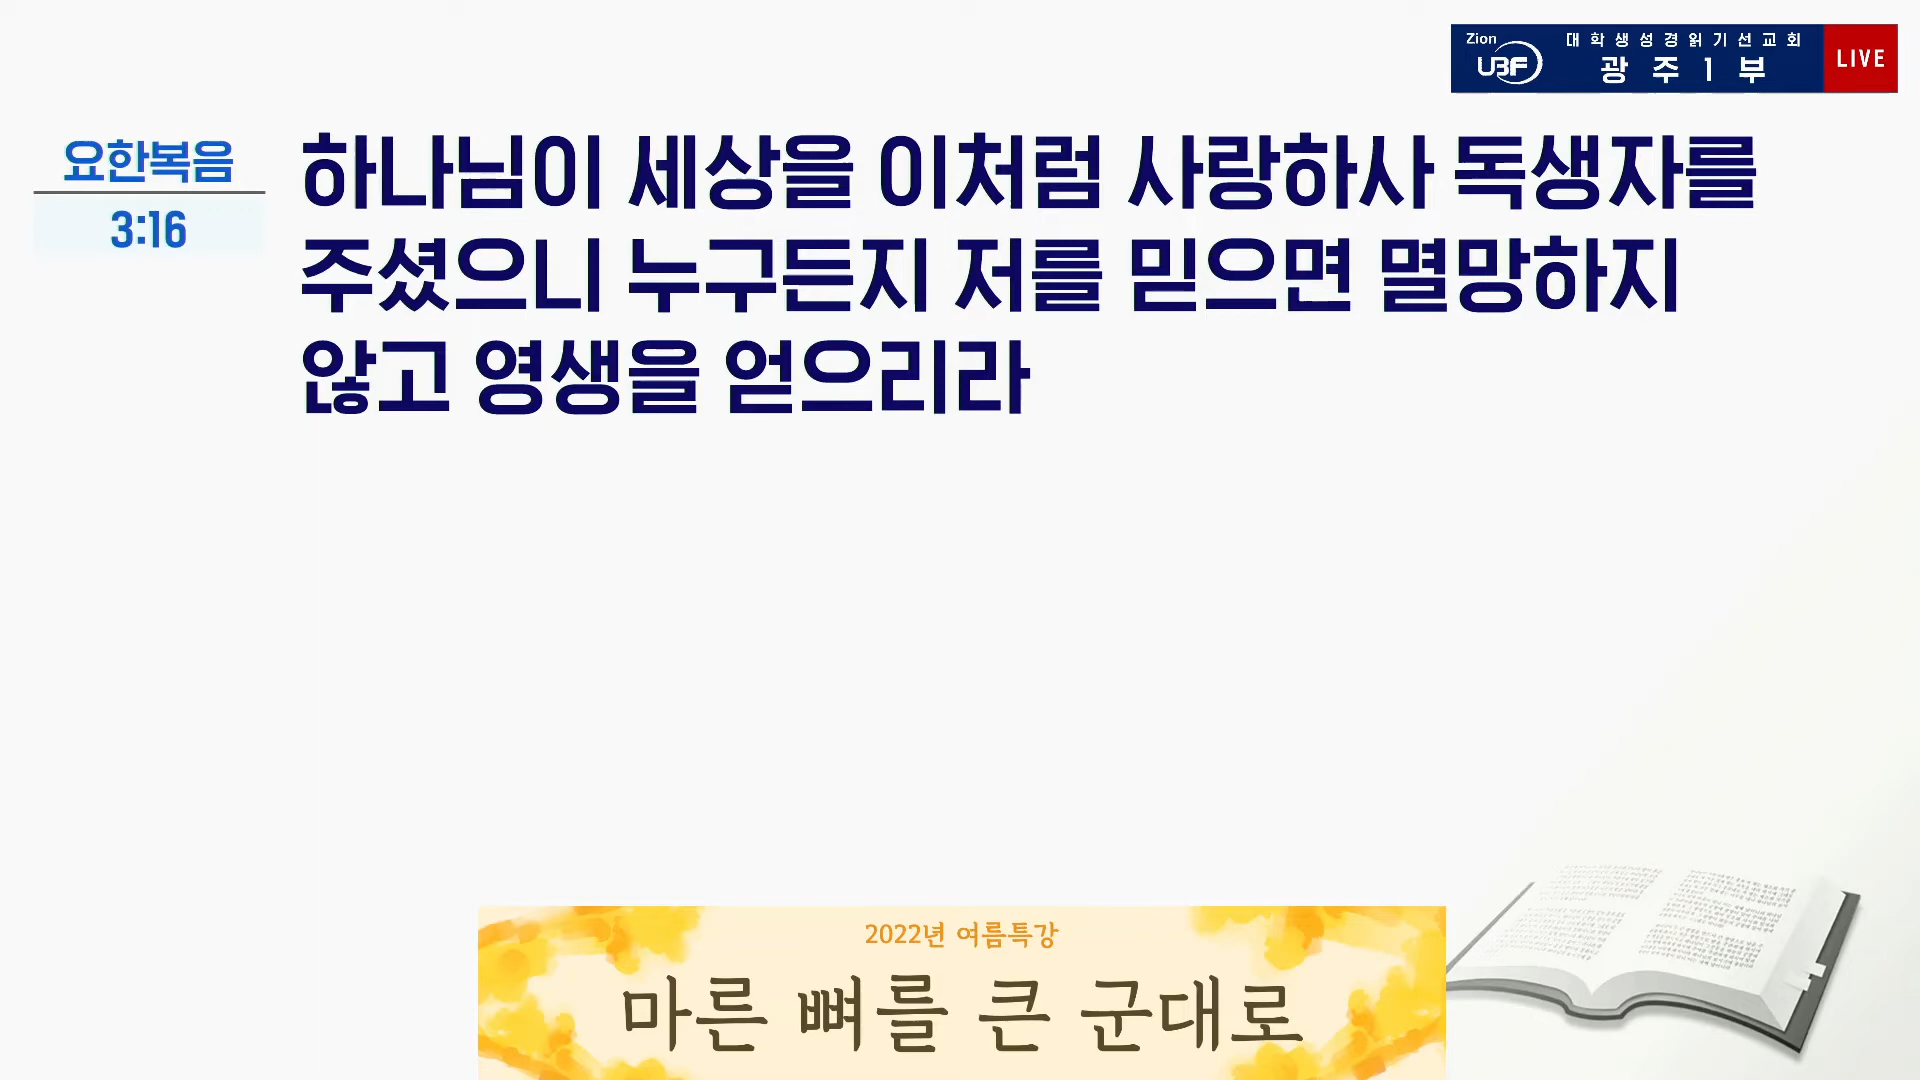 Zion
UBF
대학생성경읽기선교회
광주1부
LIVE
요한복음
3:16
하나님이 세상을 이처럼 사랑하사 독생자를
주셨으니 누구든지 저를 믿으면 멸망하지
않고 영생을 얻으리라
2022년 여름특강
마른 뼈를 큰 군대로